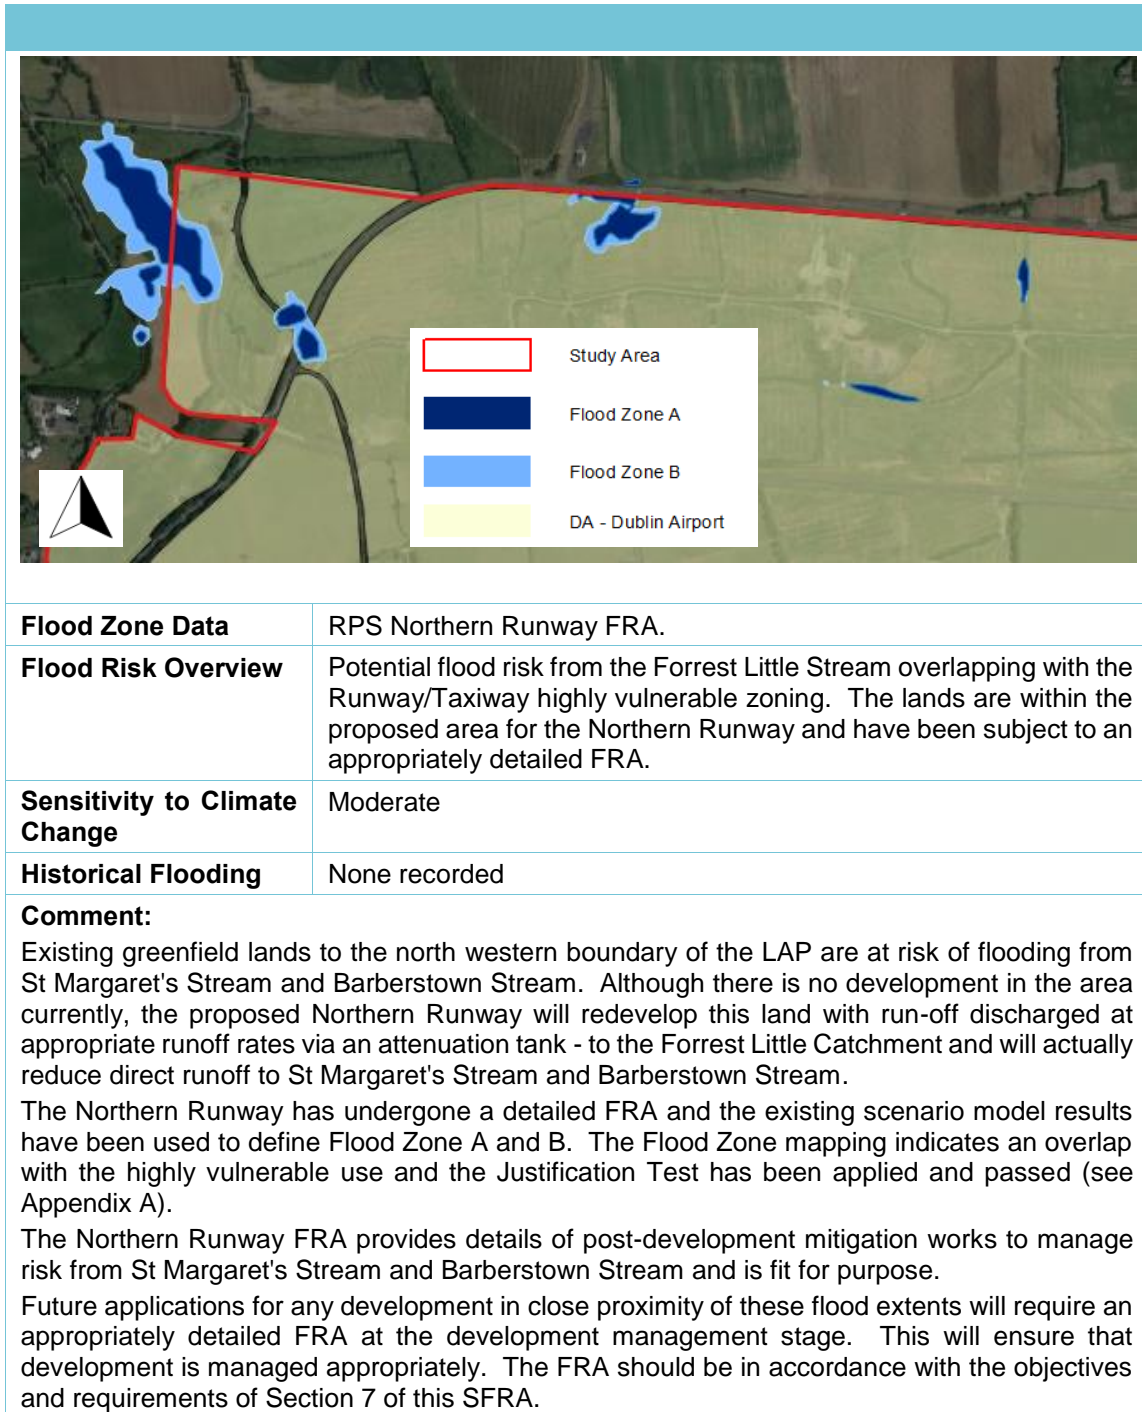 Study Area
Flood Zone A
Flood Zone B
DA - Dublin Airport
Flood Zone Data
RPS Northern Runway FRA.
Flood Risk Overview
Potential flood risk from the Forrest Little Stream overlapping with the
Runway/Taxiway highly vulnerable zoning. The lands are within the
proposed area for the Northern Runway and have been subject to an
appropriately detailed FRA.
Sensitivity to Climate
Change
Moderate
Historical Flooding
None recorded
Comment:
Existing greenfield lands to the north western boundary of the LAP are at risk of flooding from
St Margaret's Stream and Barberstown Stream. Although there is no development in the area
currently, the proposed Northern Runway will redevelop this land with run-off discharged at
appropriate runoff rates via an attenuation tank - to the Forrest Little Catchment and will actually
reduce direct runoff to St Margaret's Stream and Barberstown Stream.
The Northern Runway has undergone a detailed FRA and the existing scenario model results
have been used to define Flood Zone A and B. The Flood Zone mapping indicates an overlap
with the highly vulnerable use and the Justification Test has been applied and passed (see
Appendix A).
The Northern Runway FRA provides details of post-development mitigation works to manage
risk from St Margaret's Stream and Barberstown Stream and is fit for purpose.
Future applications for any development in close proximity of these flood extents will require an
appropriately detailed FRA at the development management stage. This will ensure that
development is managed appropriately. The FRA should be in accordance with the objectives
and requirements of Section 7 of this SFRA.